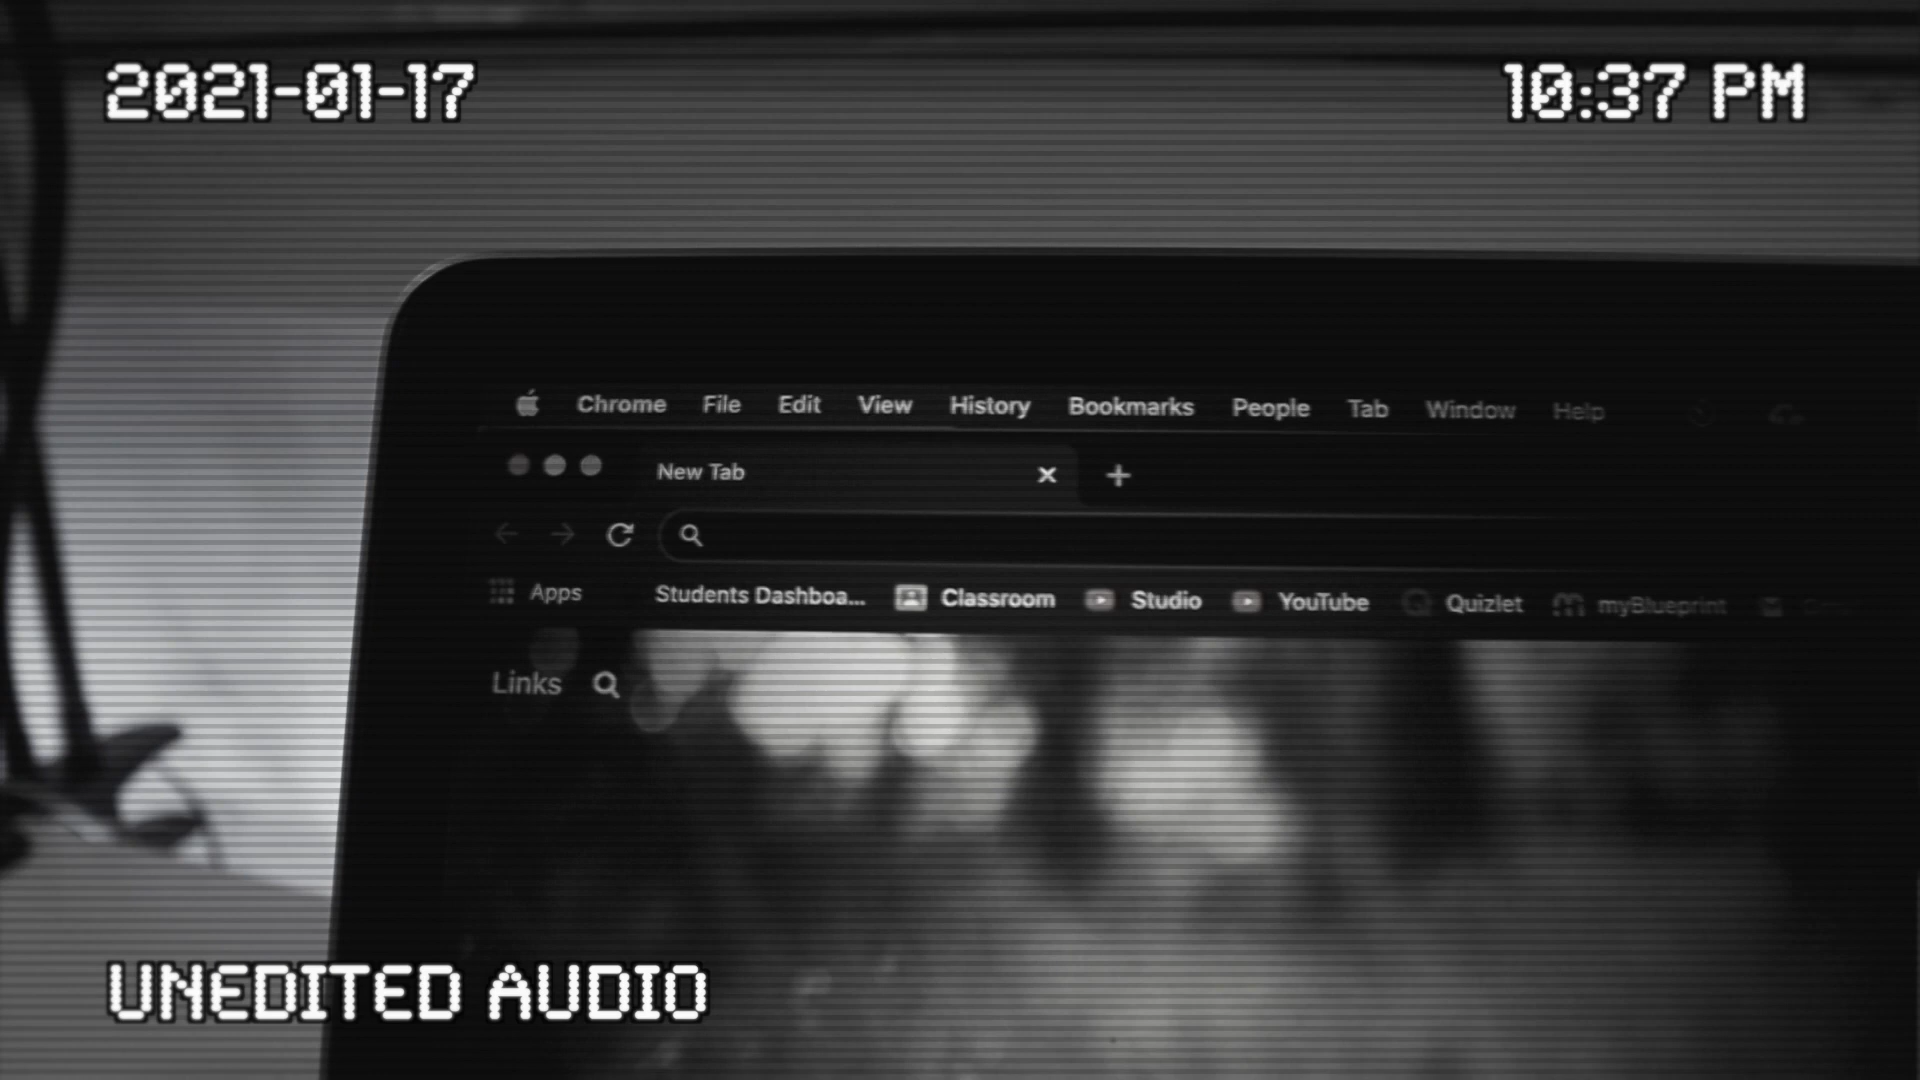 2021-01-17
10:37 PM
Chrome File Edit View History Bookmarks People Tab Window Help
New Tab
Apps Students Dashboa... Classroom Studio YouTube Quizlet myBlueprint
Links
UNEDITED AUDIO